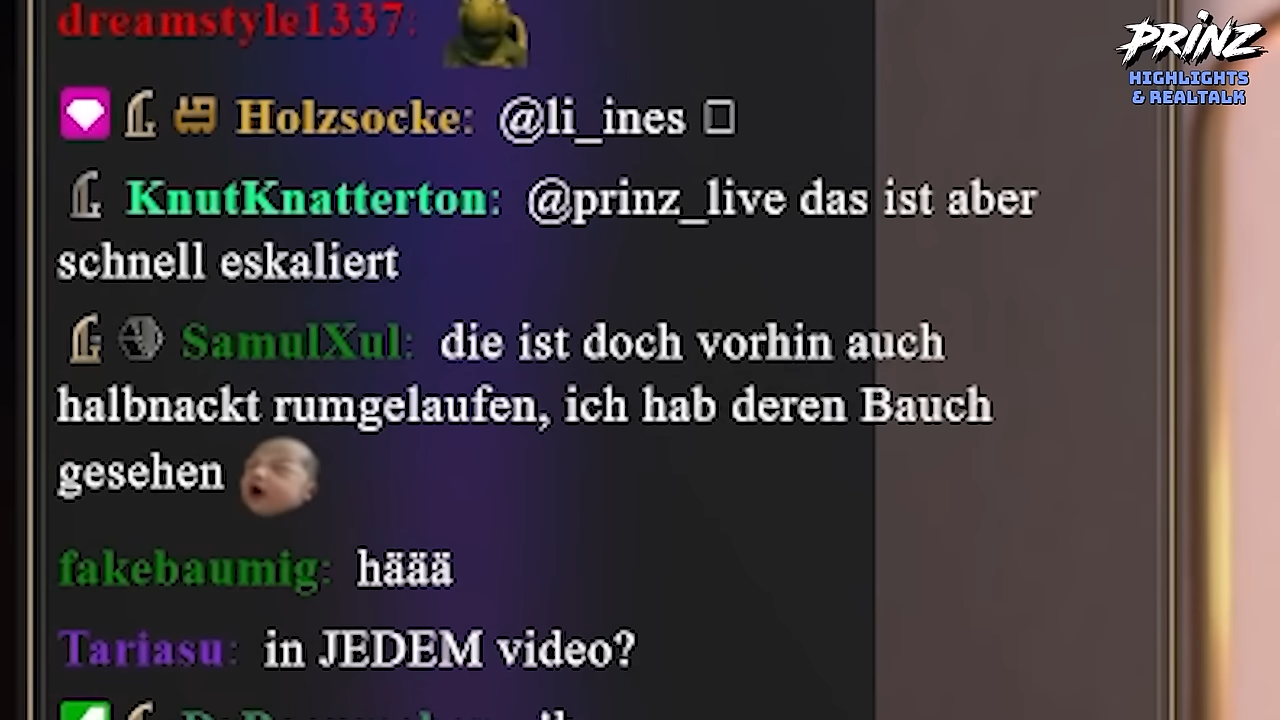 dreamstyle1337:
PRINZ
HIGHLIGHTS
& REALTALK
Holzsocke: @li_ines
KnutKnatterton: @prinz_live das ist aber
schnell eskaliert
SamulXul: die ist doch vorhin auch
halbnackt rumgelaufen, ich hab deren Bauch
gesehen
fakebaumig: häää
Tariasu: in JEDEM video?